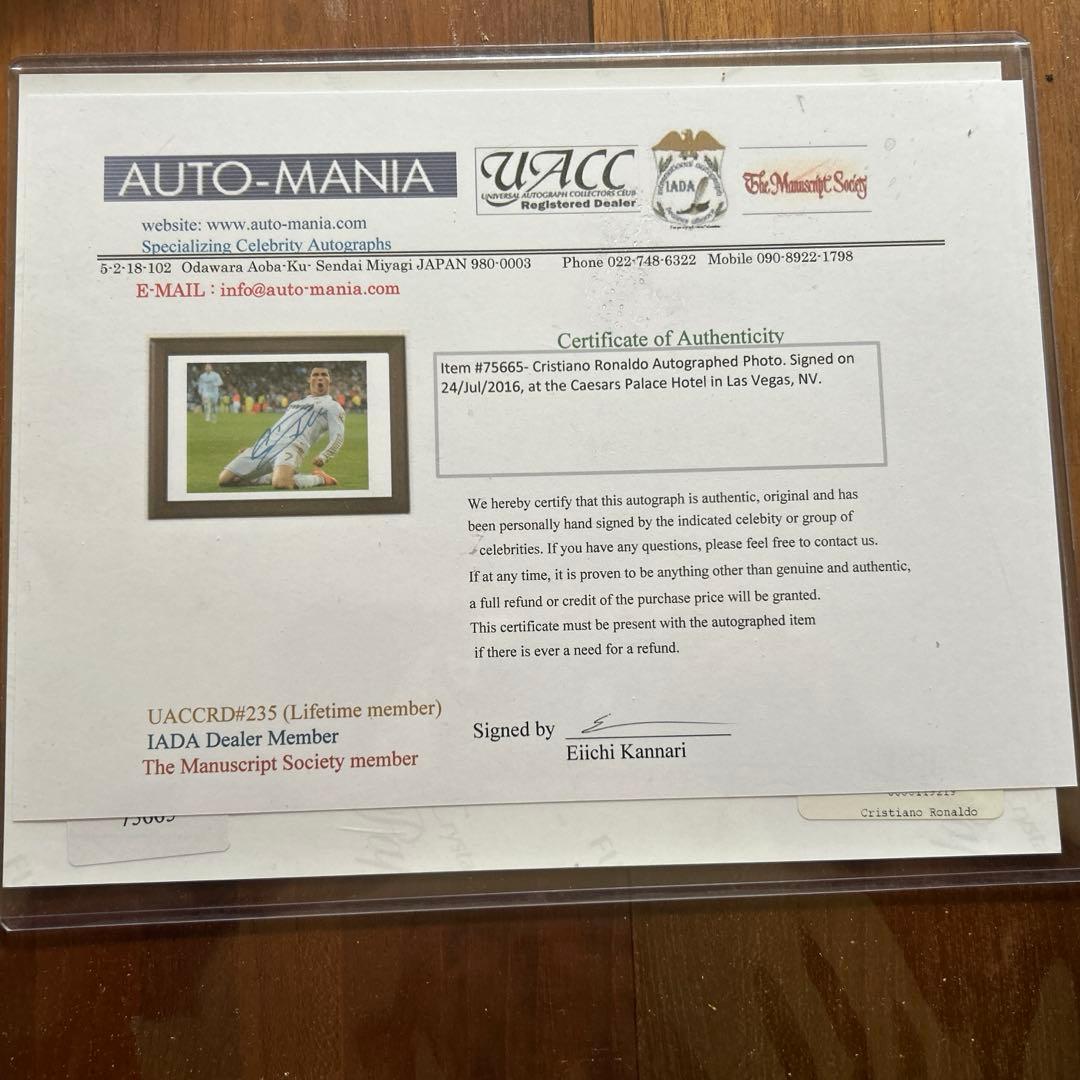 AUTO-MANIA
UACC
UNIVERSAL AUTOGRAPH COLLECTORS CLUB
Registered Dealer
IADA
The Manuscript Society
website: www.auto-mania.com
Specializing Celebrity Autographs
5-2-18-102 Odawara Aoba-Ku- Sendai Miyagi JAPAN 980-0003 Phone 022-748-6322 Mobile 090-8922-1798
E-MAIL : info@auto-mania.com
Certificate of Authenticity
Item #75665- Cristiano Ronaldo Autographed Photo. Signed on
24/Jul/2016, at the Caesars Palace Hotel in Las Vegas, NV.
7
We hereby certify that this autograph is authentic, original and has
been personally hand signed by the indicated celebity or group of
celebrities. If you have any questions, please feel free to contact us.
If at any time, it is proven to be anything other than genuine and authentic,
a full refund or credit of the purchase price will be granted.
This certificate must be present with the autographed item
if there is ever a need for a refund.
UACCRD#235 (Lifetime member)
IADA Dealer Member
The Manuscript Society member
Signed by
Eiichi Kannari
75665
Cristiano Ronaldo